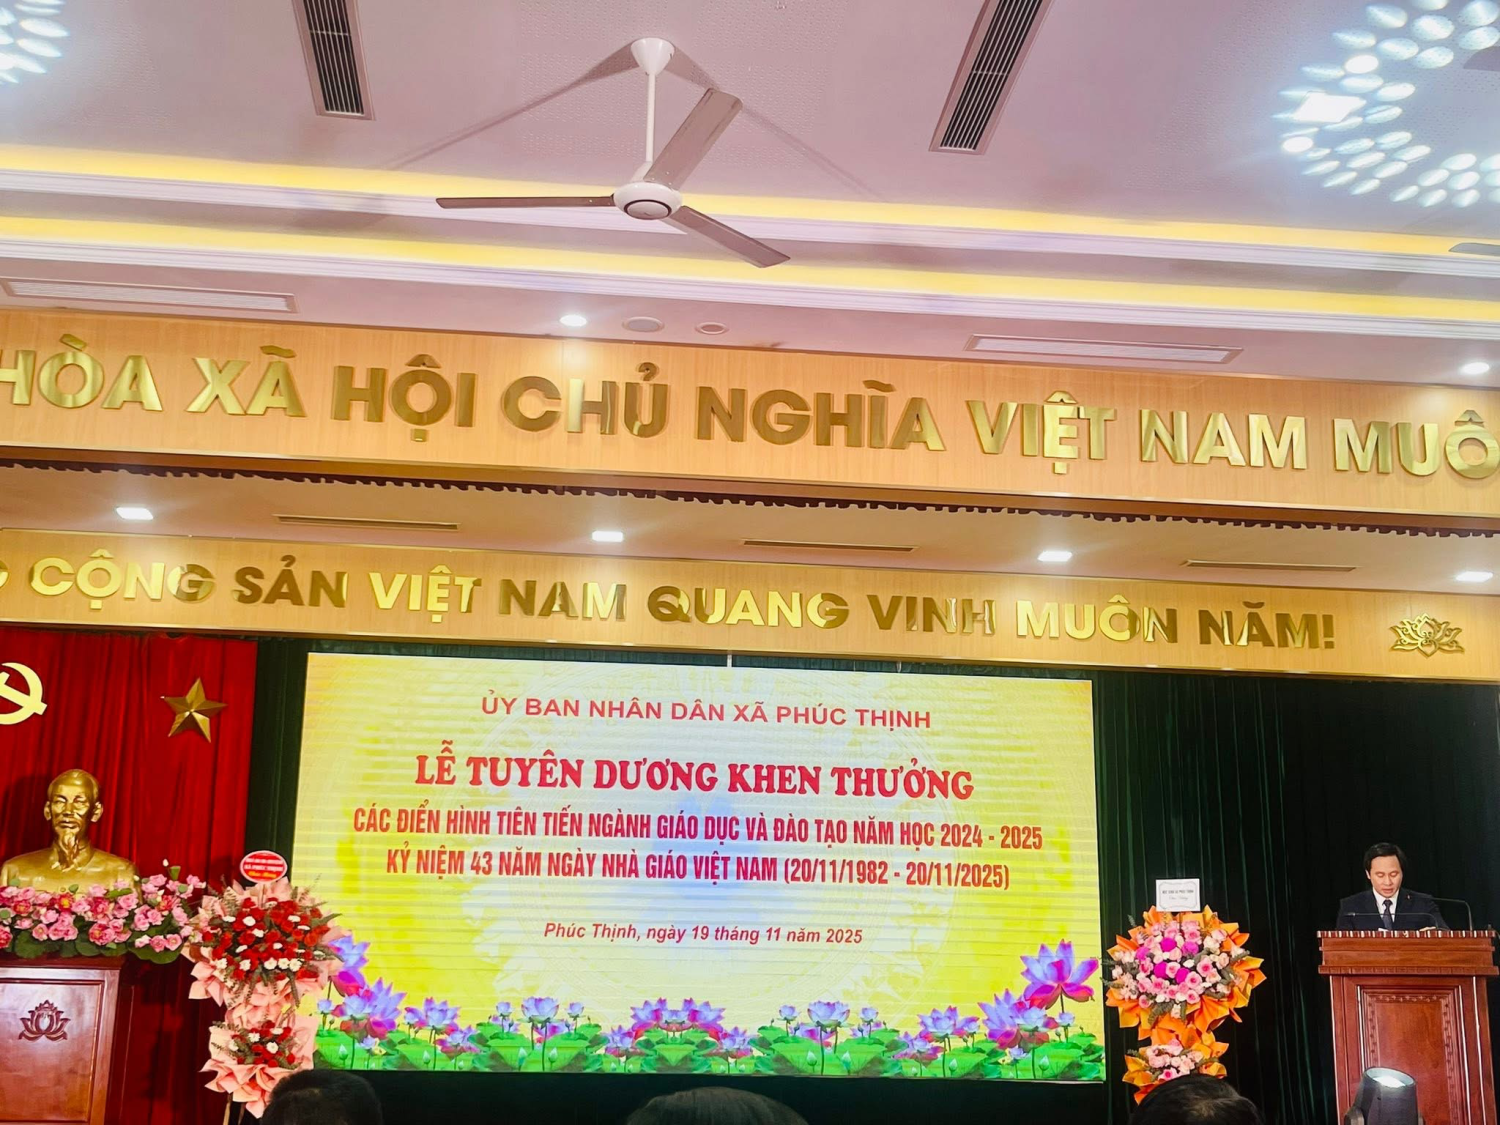 HÒA XÃ HỘI CHỦ NGHĨA VIỆT NAM MUÔ
CỘNG SẢN VIỆT NAM QUANG VINH MUÔN NĂM!
ỦY BAN NHÂN DÂN XÃ PHÚC THỊNH
LỄ TUYÊN DƯƠNG KHEN THƯỞNG
CÁC ĐIỂN HÌNH TIÊN TIẾN NGÀNH GIÁO DỤC VÀ ĐÀO TẠO NĂM HỌC 2024 - 2025
KỶ NIỆM 43 NĂM NGÀY NHÀ GIÁO VIỆT NAM (20/11/1982 - 20/11/2025)
Phúc Thịnh, ngày 19 tháng 11 năm 2025